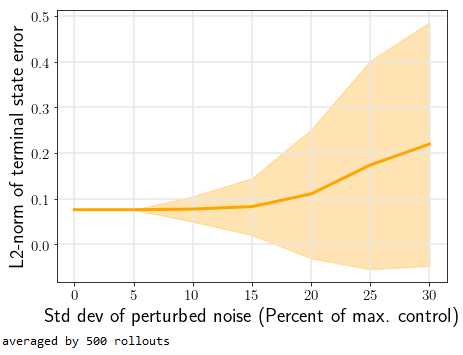 L2-norm of terminal state error
0.5
0.4
0.3
0.2
0.1
0.0
0 5 10 15 20 25 30
Std dev of perturbed noise (Percent of max. control)
averaged by 500 rollouts